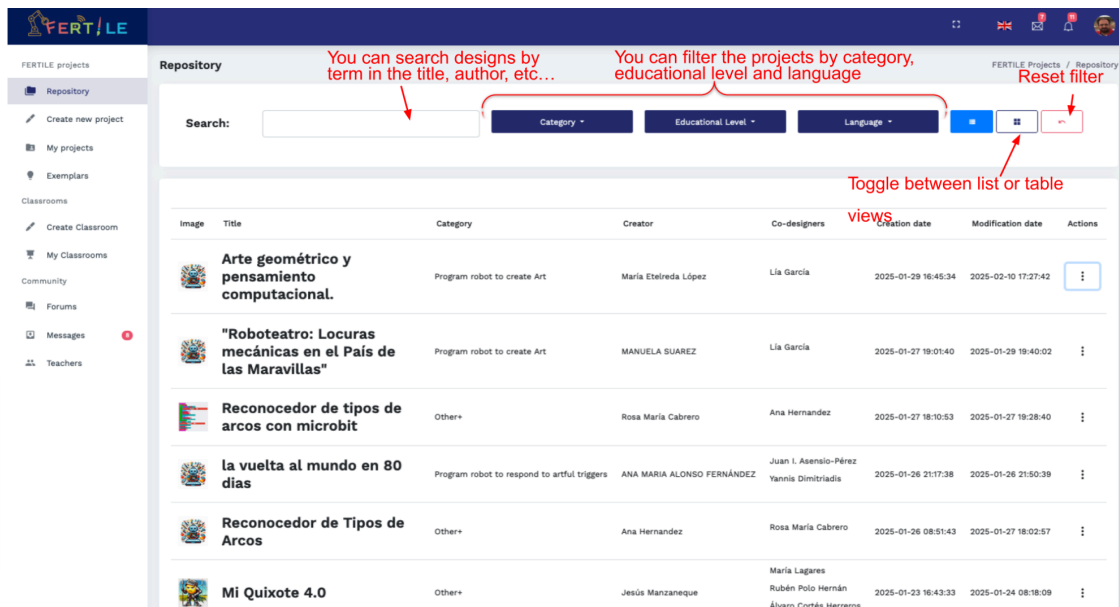 FERTILE
FERTILE projects
Repository
Create new project
My projects
Exemplars
Classrooms
Create Classroom
My Classrooms
Community
Forums
Messages 8
Teachers
Repository
You can search designs by
term in the title, author, etc...
You can filter the projects by category,
educational level and language
FERTILE Projects / Repository
Reset filter
Search:
Category
Educational Level
Language
Toggle between list or table
views
Image Title Category Creator Co-designers Creation date Modification date Actions
Arte geométrico y
pensamiento
computacional.
Program robot to create Art María Etelreda López Lía García 2025-01-29 16:45:34 2025-02-10 17:27:42
"Roboteatro: Locuras
mecánicas en el País de
las Maravillas"
Program robot to create Art MANUELA SUAREZ Lía García 2025-01-27 19:01:40 2025-01-29 19:40:02
Reconocedor de tipos de
arcos con microbit
Other+ Rosa María Cabrero Ana Hernandez 2025-01-27 18:10:53 2025-01-27 19:28:40
la vuelta al mundo en 80
dias
Program robot to respond to artful triggers ANA MARIA ALONSO FERNÁNDEZ
Juan I. Asensio-Pérez
Yannis Dimitriadis
2025-01-26 21:17:38 2025-01-26 21:50:39
Reconocedor de Tipos de
Arcos
Other+ Ana Hernandez Rosa María Cabrero 2025-01-26 08:51:43 2025-01-27 18:02:57
Mi Quixote 4.0
Other+ Jesús Manzaneque
María Lagares
Rubén Polo Hernán
Álvaro Cortés Herreros
2025-01-23 16:43:33 2025-01-24 08:18:09